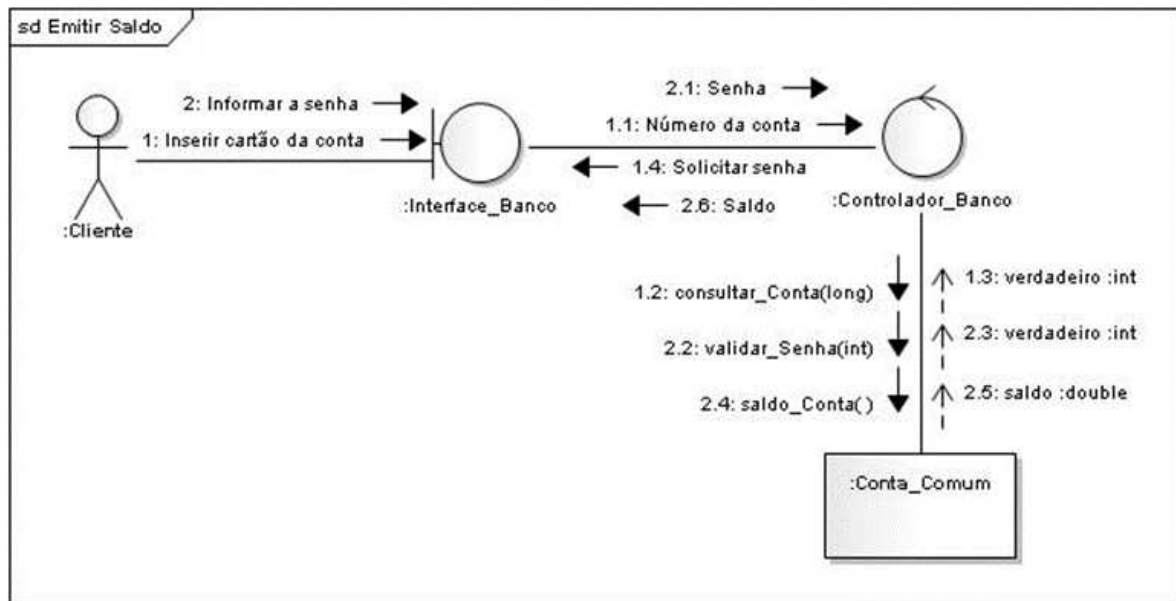 sd Emitir Saldo
2: Informar a senha
1: Inserir cartão da conta
2.1: Senha
1.1: Número da conta
1.4: Solicitar senha
2.6: Saldo
:Cliente
:Interface_Banco
:Controlador_Banco
1.2: consultar_Conta(long)
1.3: verdadeiro :int
2.2: validar_Senha(int)
2.3: verdadeiro :int
2.4: saldo_Conta( )
2.5: saldo :double
:Conta_Comum